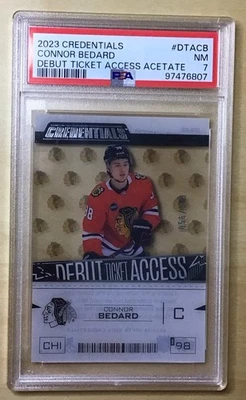 2023 CREDENTIALS #DTACB
CONNOR BEDARD NM
DEBUT TICKET ACCESS ACETATE 7
PSA 97476807
CREDENTIALS
98
DEBUT TICKET ACCESS
CONNOR
BEDARD C
CHI 98